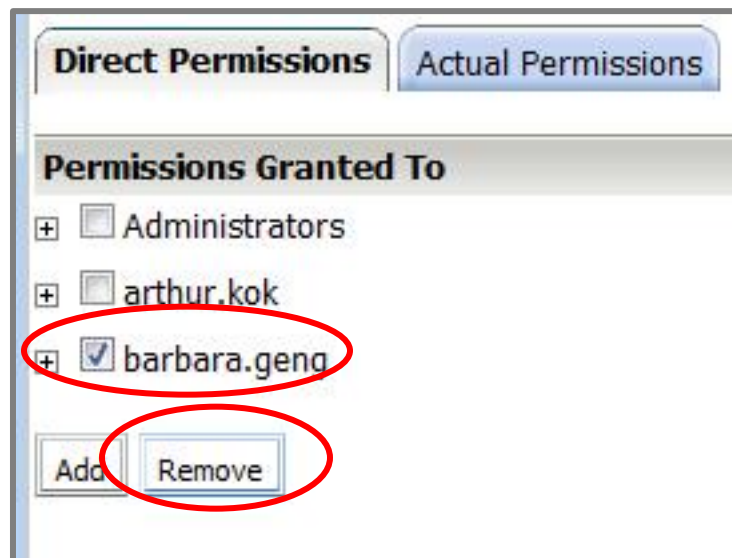 Direct Permissions Actual Permissions
Permissions Granted To
Administrators
arthur.kok
barbara.geng
Add Remove